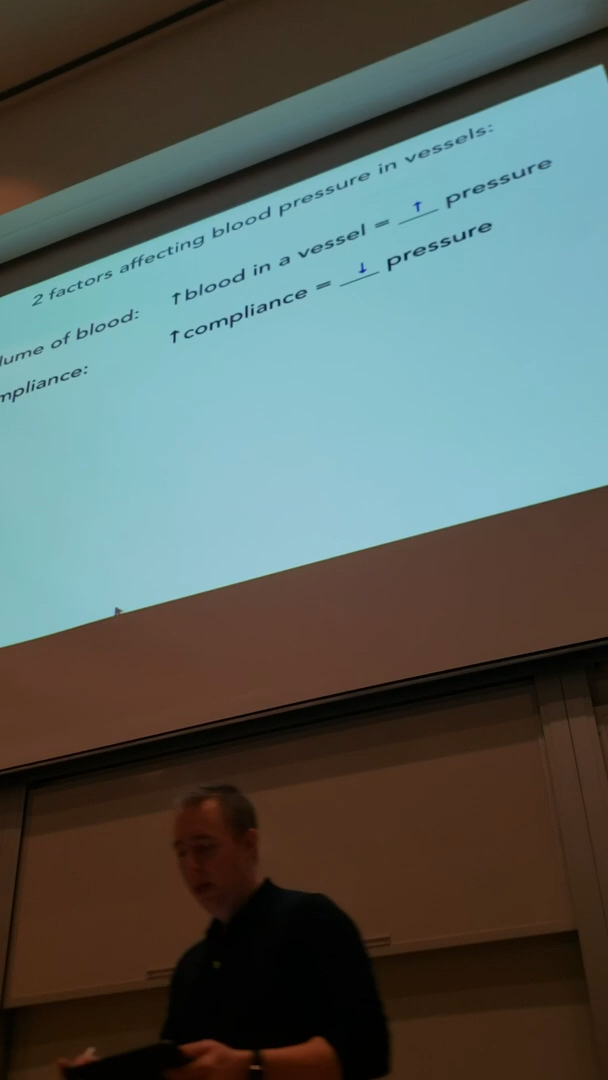 2 factors affecting blood pressure in vessels:
lume of blood: ↑blood in a vessel = ↑ pressure
mpliance: ↑compliance = ↓ pressure